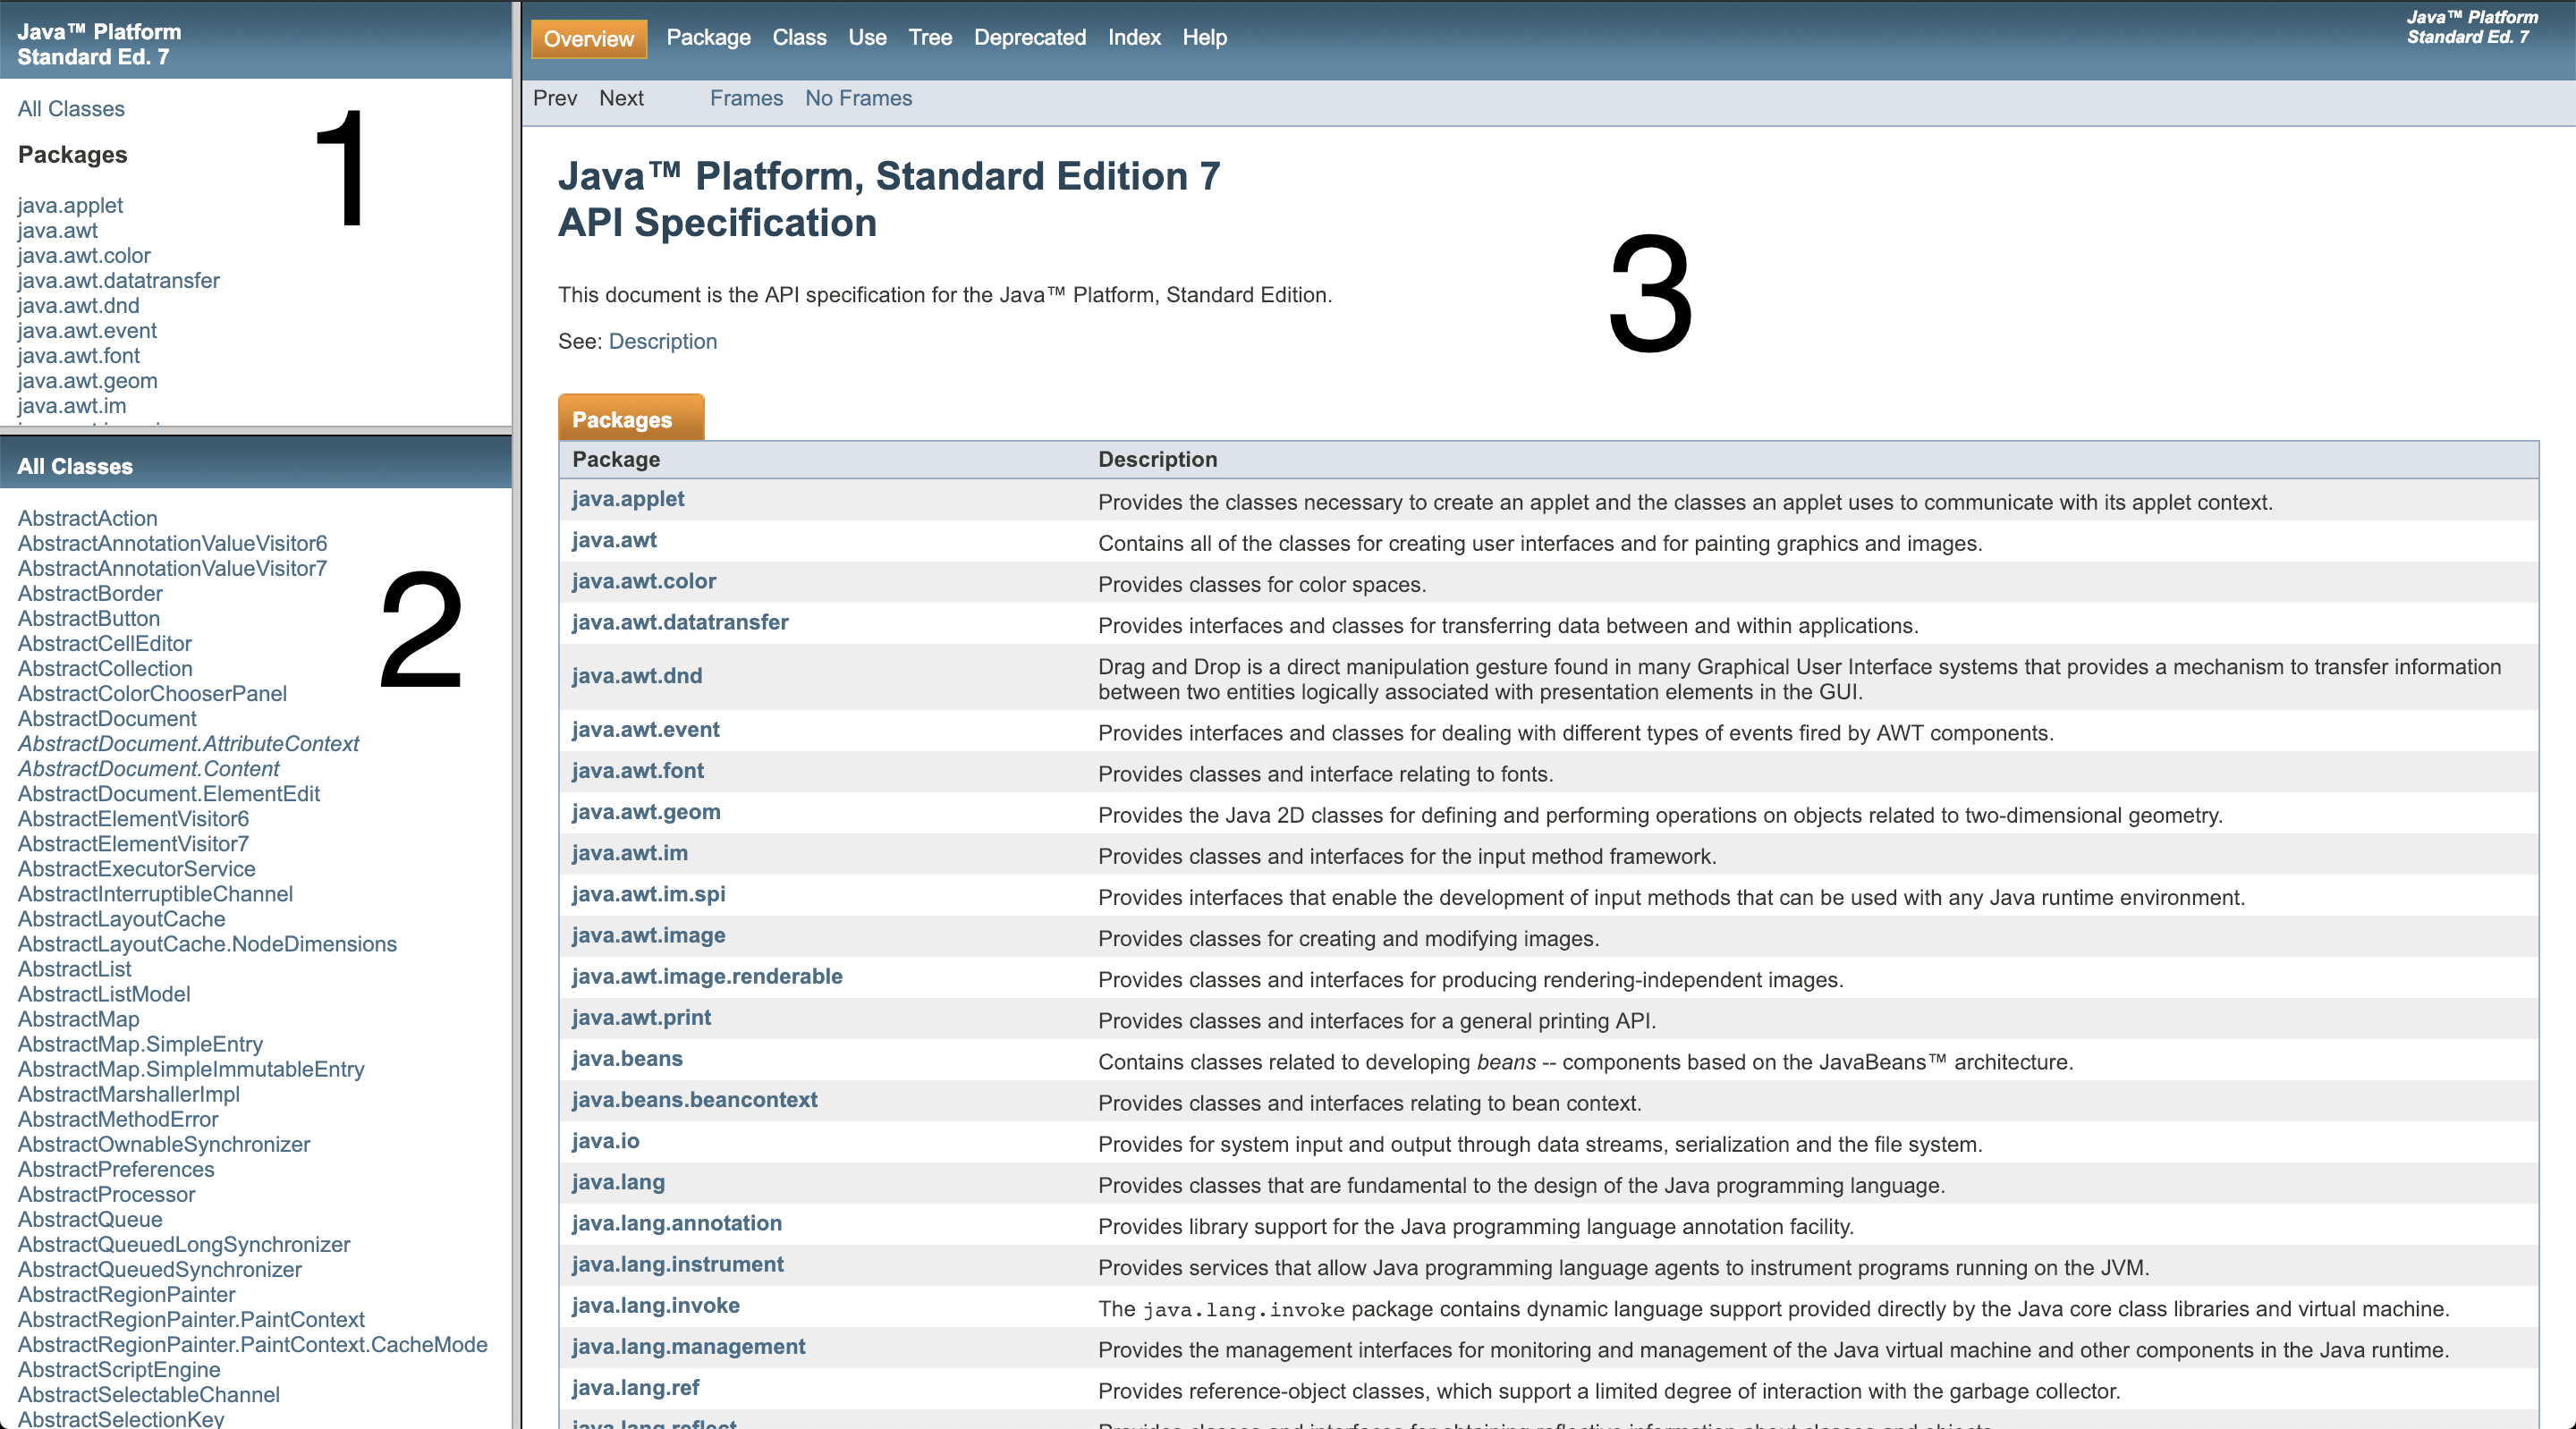 Java™ Platform
Standard Ed. 7
All Classes
Packages
java.applet
java.awt
java.awt.color
java.awt.datatransfer
java.awt.dnd
java.awt.event
java.awt.font
java.awt.geom
java.awt.im
1
All Classes
AbstractAction
AbstractAnnotationValueVisitor6
AbstractAnnotationValueVisitor7
AbstractBorder
AbstractButton
AbstractCellEditor
AbstractCollection
AbstractColorChooserPanel
AbstractDocument
AbstractDocument.AttributeContext
AbstractDocument.Content
AbstractDocument.ElementEdit
AbstractElementVisitor6
AbstractElementVisitor7
AbstractExecutorService
AbstractInterruptibleChannel
AbstractLayoutCache
AbstractLayoutCache.NodeDimensions
AbstractList
AbstractListModel
AbstractMap
AbstractMap.SimpleEntry
AbstractMap.SimpleImmutableEntry
AbstractMarshallerImpl
AbstractMethodError
AbstractOwnableSynchronizer
AbstractPreferences
AbstractProcessor
AbstractQueue
AbstractQueuedLongSynchronizer
AbstractQueuedSynchronizer
AbstractRegionPainter
AbstractRegionPainter.PaintContext
AbstractRegionPainter.PaintContext.CacheMode
AbstractScriptEngine
AbstractSelectableChannel
AbstractSelectionKey
2
Overview Package Class Use Tree Deprecated Index Help
Java™ Platform
Standard Ed. 7
Prev Next Frames No Frames
Java™ Platform, Standard Edition 7
API Specification
3
This document is the API specification for the Java™ Platform, Standard Edition.
See: Description
Packages
Package Description
java.applet Provides the classes necessary to create an applet and the classes an applet uses to communicate with its applet context.
java.awt Contains all of the classes for creating user interfaces and for painting graphics and images.
java.awt.color Provides classes for color spaces.
java.awt.datatransfer Provides interfaces and classes for transferring data between and within applications.
java.awt.dnd Drag and Drop is a direct manipulation gesture found in many Graphical User Interface systems that provides a mechanism to transfer information
between two entities logically associated with presentation elements in the GUI.
java.awt.event Provides interfaces and classes for dealing with different types of events fired by AWT components.
java.awt.font Provides classes and interface relating to fonts.
java.awt.geom Provides the Java 2D classes for defining and performing operations on objects related to two-dimensional geometry.
java.awt.im Provides classes and interfaces for the input method framework.
java.awt.im.spi Provides interfaces that enable the development of input methods that can be used with any Java runtime environment.
java.awt.image Provides classes for creating and modifying images.
java.awt.image.renderable Provides classes and interfaces for producing rendering-independent images.
java.awt.print Provides classes and interfaces for a general printing API.
java.beans Contains classes related to developing beans -- components based on the JavaBeans™ architecture.
java.beans.beancontext Provides classes and interfaces relating to bean context.
java.io Provides for system input and output through data streams, serialization and the file system.
java.lang Provides classes that are fundamental to the design of the Java programming language.
java.lang.annotation Provides library support for the Java programming language annotation facility.
java.lang.instrument Provides services that allow Java programming language agents to instrument programs running on the JVM.
java.lang.invoke The java.lang.invoke package contains dynamic language support provided directly by the Java core class libraries and virtual machine.
java.lang.management Provides the management interfaces for monitoring and management of the Java virtual machine and other components in the Java runtime.
java.lang.ref Provides reference-object classes, which support a limited degree of interaction with the garbage collector.